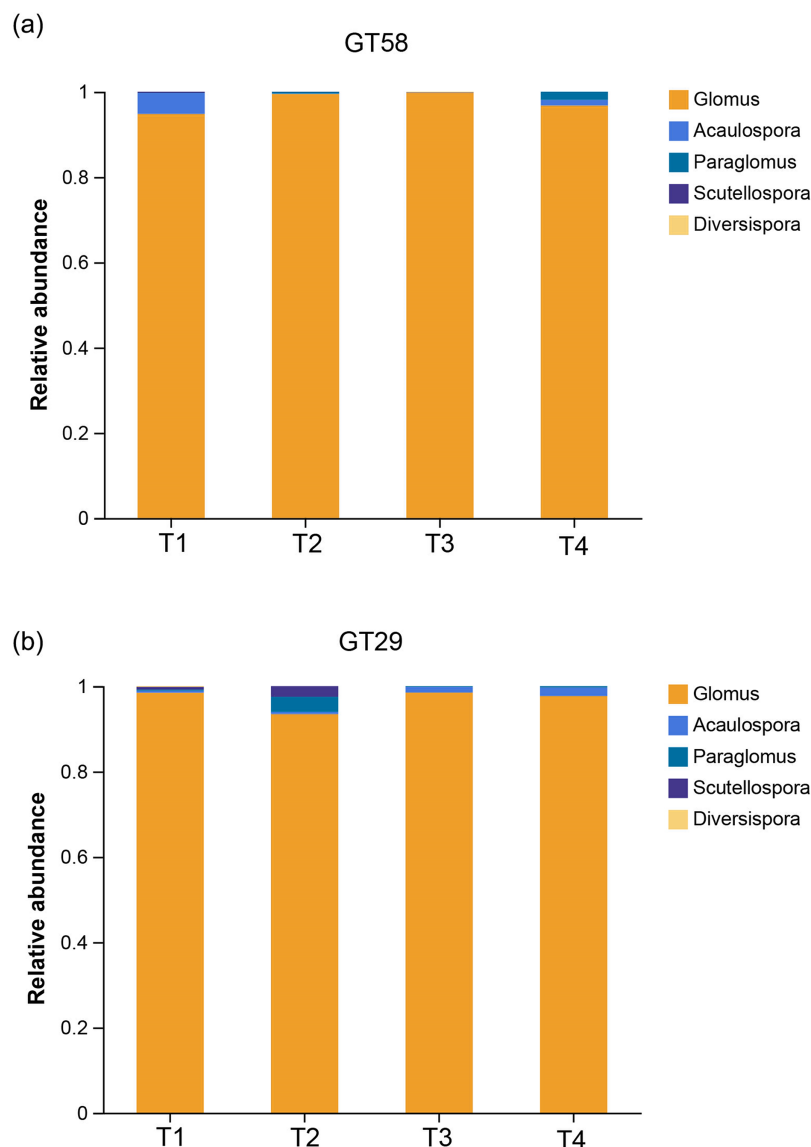 (a)
GT58
Relative abundance
1
0.8
0.6
0.4
0.2
0
T1 T2 T3 T4
Glomus
Acaulospora
Paraglomus
Scutellospora
Diversispora
(b)
GT29
Relative abundance
1
0.8
0.6
0.4
0.2
0
T1 T2 T3 T4
Glomus
Acaulospora
Paraglomus
Scutellospora
Diversispora